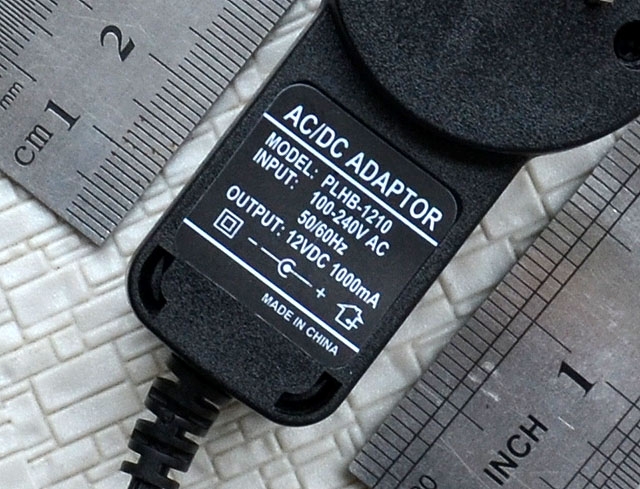 AC/DC ADAPTOR
MODEL: PLHB-1210
INPUT: 100-240V AC
50/60Hz
OUTPUT: 12VDC 1000mA
- +
MADE IN CHINA
mm
cm 1 2
INCH 1